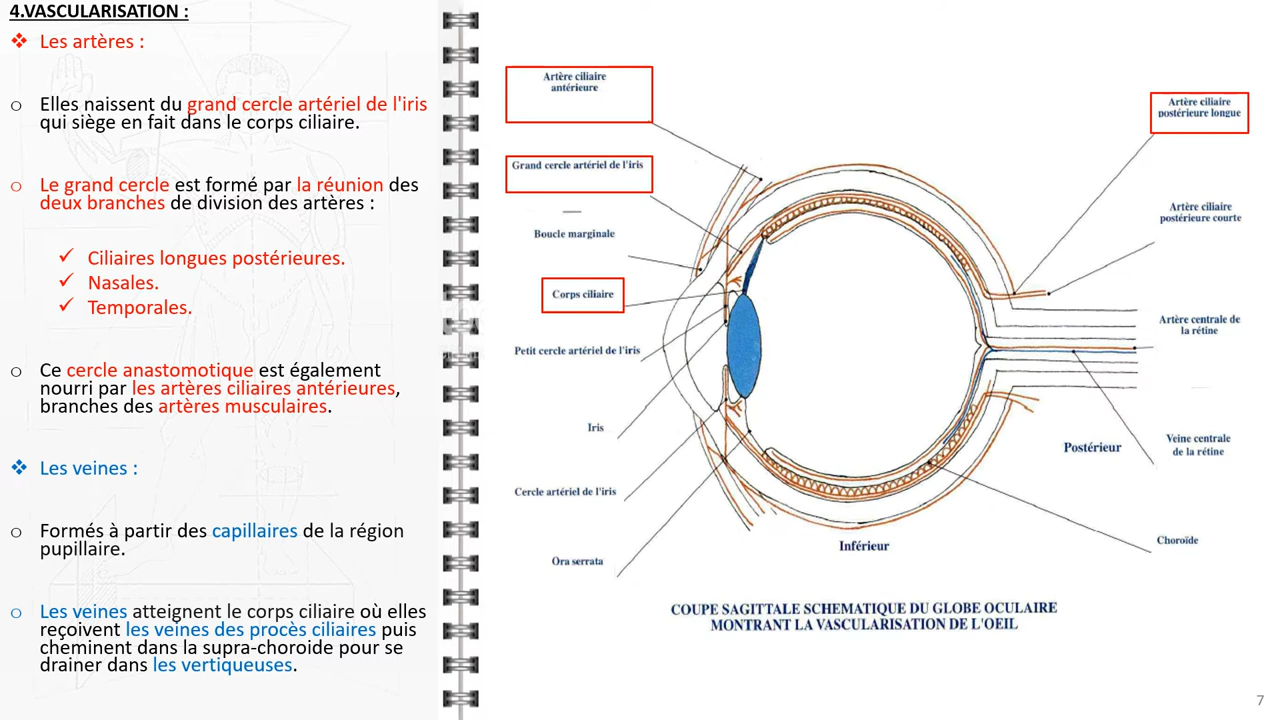 4.VASCULARISATION :
❖ Les artères :
o Elles naissent du grand cercle artériel de l'iris
qui siège en fait dans le corps ciliaire.
o Le grand cercle est formé par la réunion des
deux branches de division des artères :
✓ Ciliaires longues postérieures.
✓ Nasales.
✓ Temporales.
o Ce cercle anastomotique est également
nourri par les artères ciliaires antérieures,
branches des artères musculaires.
❖ Les veines :
o Formés à partir des capillaires de la région
pupillaire.
o Les veines atteignent le corps ciliaire où elles
reçoivent les veines des procès ciliaires puis
cheminent dans la supra-choroide pour se
drainer dans les vertiqueuses.
Artère ciliaire
antérieure
Grand cercle artériel de l'iris
Boucle marginale
Corps ciliaire
Petit cercle artériel de l'iris
Iris
Cercle artériel de l'iris
Ora serrata
Artère ciliaire
postérieure longue
Artère ciliaire
postérieure courte
Artère centrale de
la rétine
Postérieur
Veine centrale
de la rétine
Choroïde
Inférieur
COUPE SAGITTALE SCHEMATIQUE DU GLOBE OCULAIRE
MONTRANT LA VASCULARISATION DE L'OEIL
7